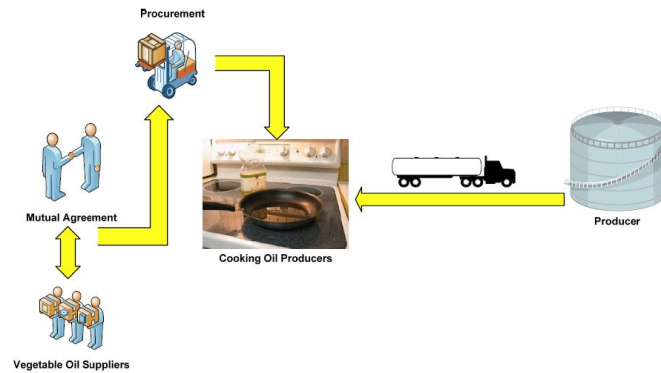 Procurement
Mutual Agreement
Cooking Oil Producers
Producer
Vegetable Oil Suppliers